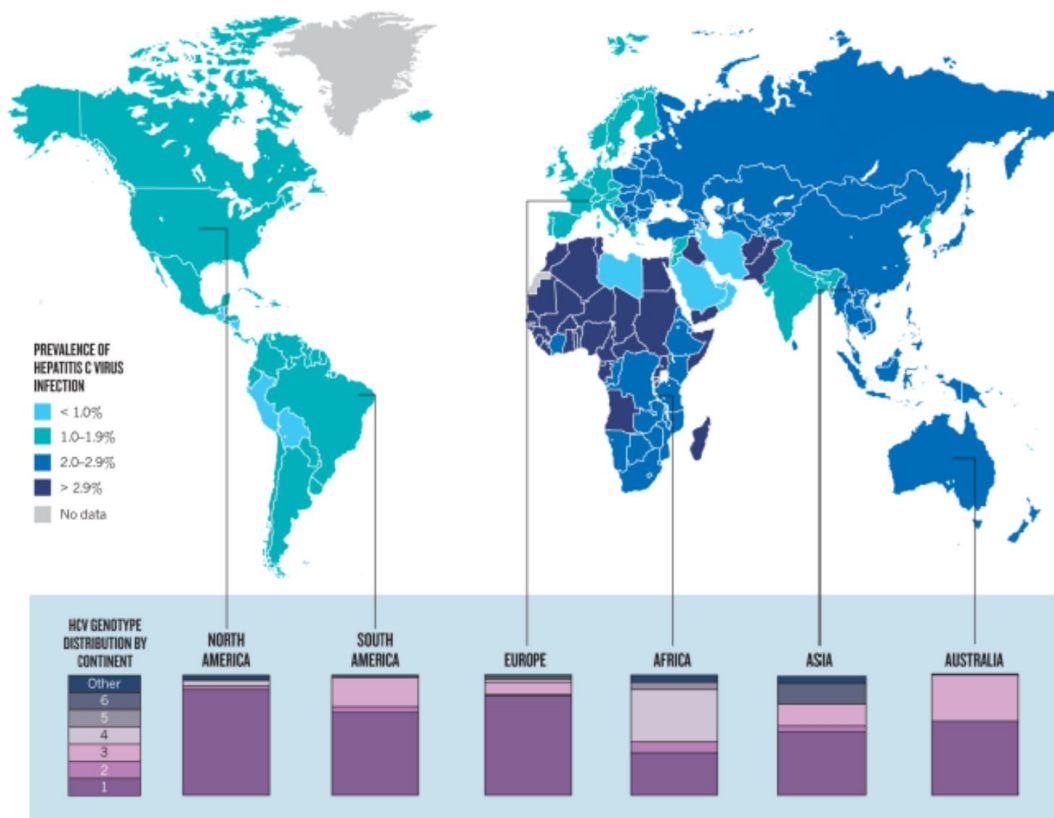 PREVALENCE OF
HEPATITIS C VIRUS
INFECTION
< 1.0%
1.0–1.9%
2.0–2.9%
> 2.9%
No data
HCV GENOTYPE
DISTRIBUTION BY
CONTINENT
Other
6
5
4
3
2
1
NORTH
AMERICA
SOUTH
AMERICA
EUROPE
AFRICA
ASIA
AUSTRALIA